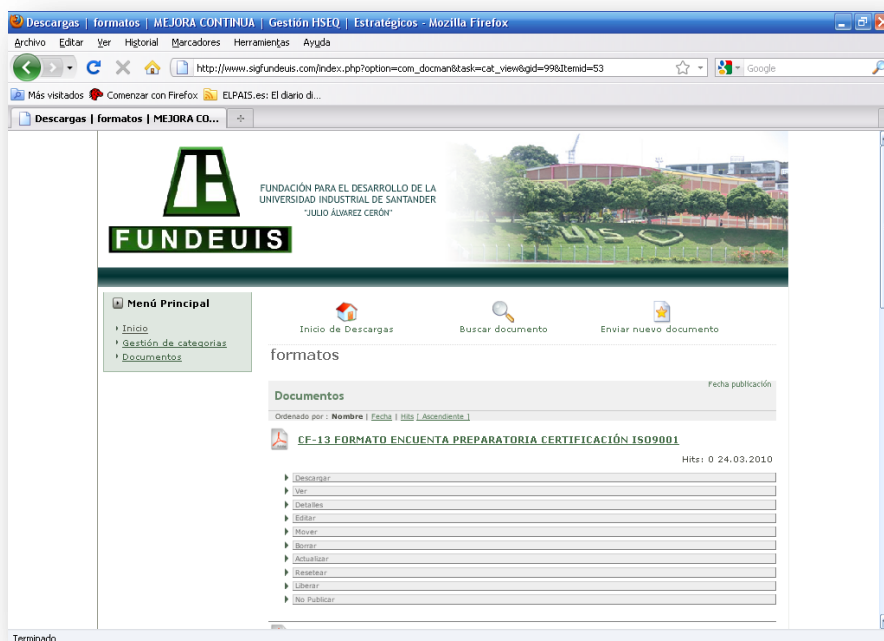 Descargas | formatos | MEJORA CONTINUA | Gestión HSEQ | Estratégicos - Mozilla Firefox
Archivo Editar Ver Historial Marcadores Herramientas Ayuda
http://www.sigfundeuis.com/index.php?option=com_docman&task=cat_view&gid=99&Itemid=53
Google
Más visitados Comenzar con Firefox ELPAIS.es: El diario di...
Descargas | formatos | MEJORA CO...
FUNDACIÓN PARA EL DESARROLLO DE LA
UNIVERSIDAD INDUSTRIAL DE SANTANDER
"JULIO ÁLVAREZ CERÓN"
UIS
FUNDEUIS
Menú Principal
Inicio
Gestión de categorias
Documentos
Inicio de Descargas Buscar documento Enviar nuevo documento
formatos
Fecha publicación
Documentos
Ordenado por : Nombre | Fecha | Hits [ Ascendiente ]
CF-13 FORMATO ENCUENTA PREPARATORIA CERTIFICACIÓN ISO9001
Hits: 0 24.03.2010
Descargar
Ver
Detalles
Editar
Mover
Borrar
Actualizar
Resetear
Liberar
No Publicar
Terminado